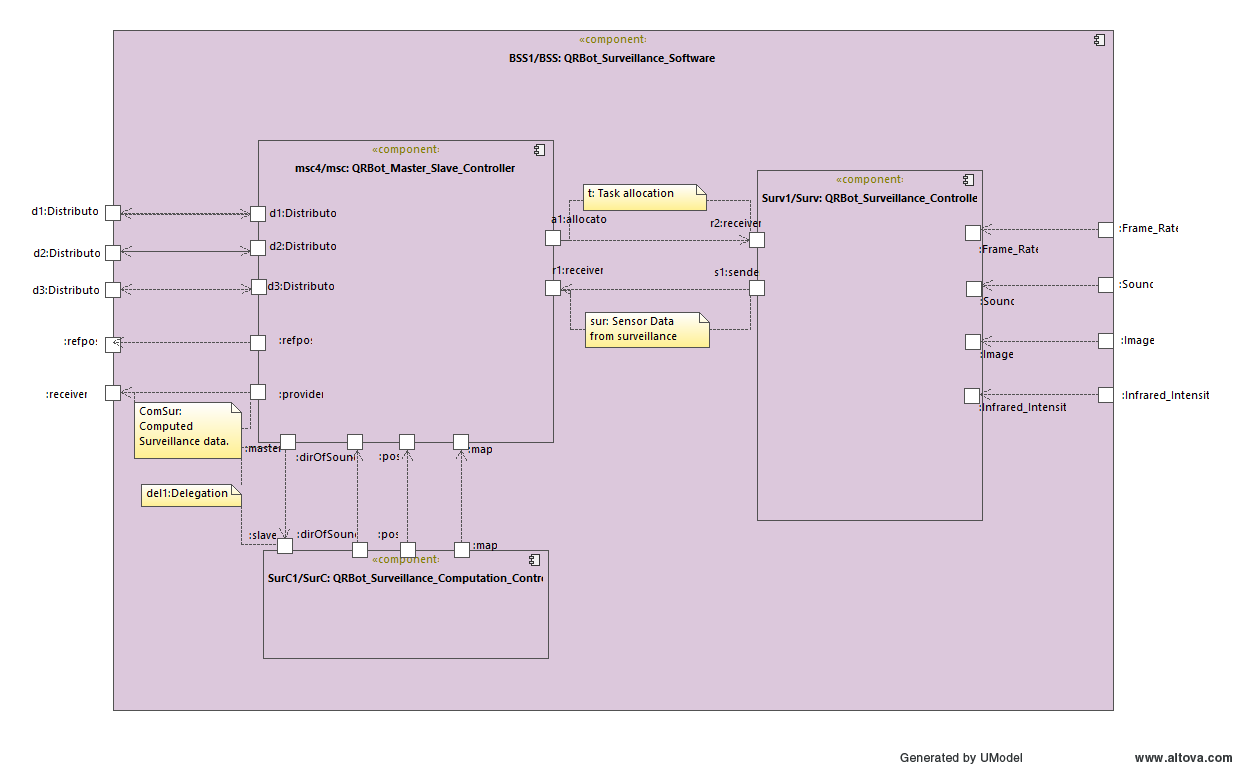 «component»
BSS1/BSS: QRBot_Surveillance_Software
«component»
msc4/msc: QRBot_Master_Slave_Controller
«component»
Surv1/Surv: QRBot_Surveillance_Controlle
t: Task allocation
d1:Distributo
d1:Distributo
a1:allocato
r2:receiver
:Frame_Rate
d2:Distributo
d2:Distributo
:Frame_Rate
r1:receiver
s1:sende
d3:Distributo
d3:Distributo
:Sound
:Sound
sur: Sensor Data
from surveillance
:refpos
:refpos
:Image
:Image
:receiver
:provider
:Infrared_Intensit
:Infrared_Intensit
ComSur:
Computed
Surveillance data.
:master
:dirOfSound
:pos
:map
del1:Delegation
:slave
:dirOfSound
:pos
:map
«component»
SurC1/SurC: QRBot_Surveillance_Computation_Contro
Generated by UModel
www.altova.com